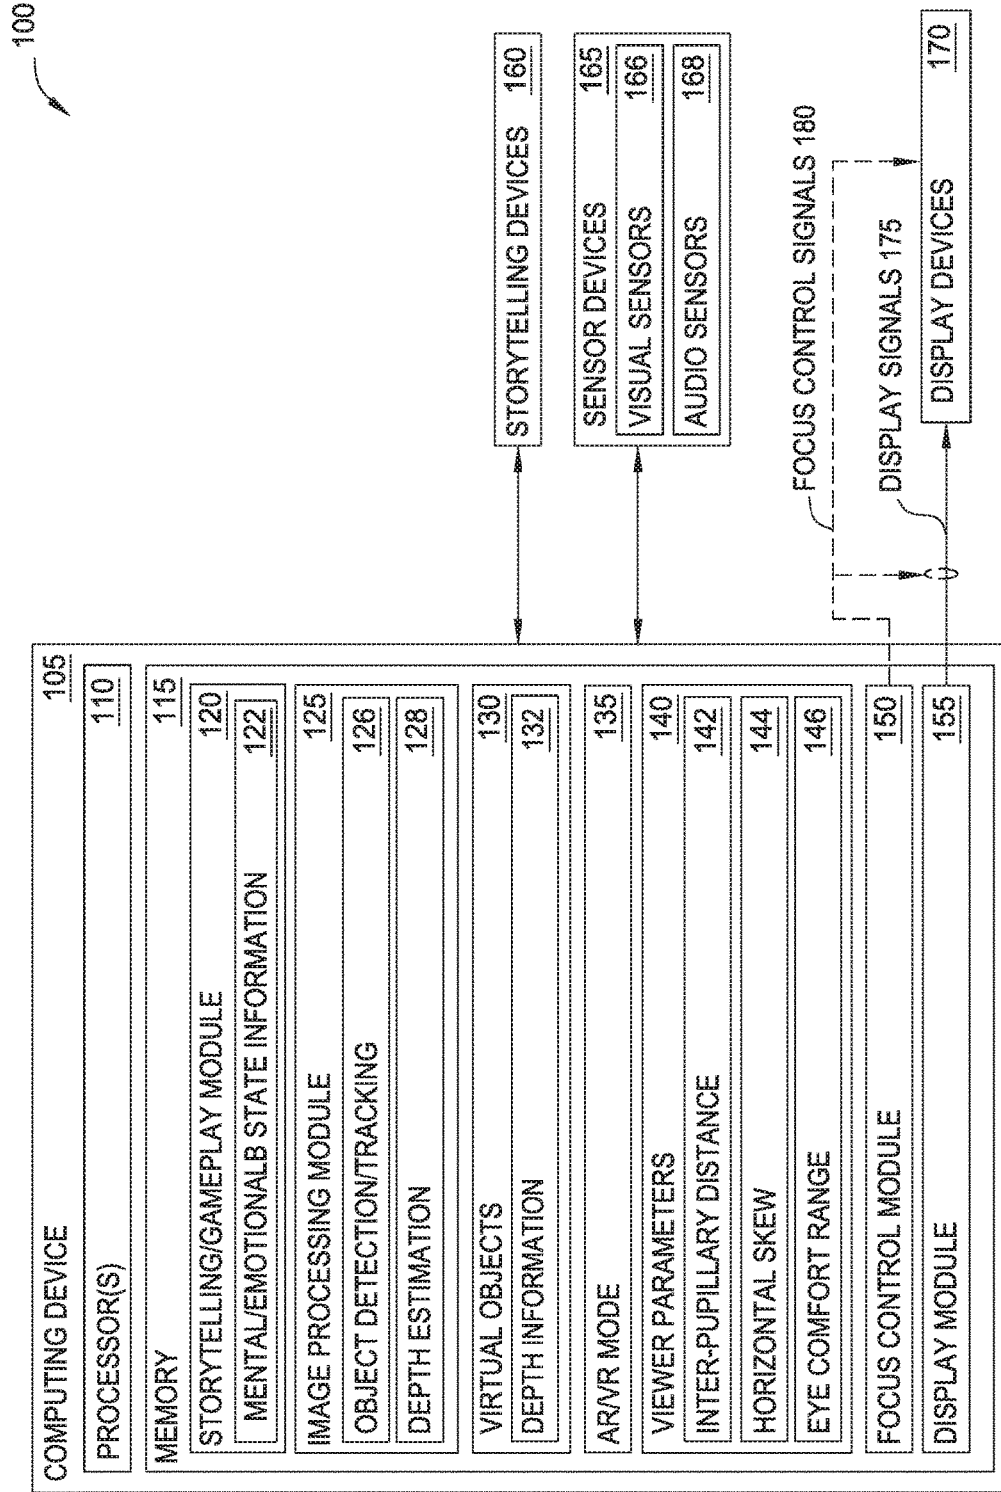 100
COMPUTING DEVICE 105
PROCESSOR(S) 110
MEMORY 115
STORYTELLING/GAMEPLAY MODULE 120
MENTAL/EMOTIONALB STATE INFORMATION 122
IMAGE PROCESSING MODULE 125
OBJECT DETECTION/TRACKING 126
DEPTH ESTIMATION 128
VIRTUAL OBJECTS 130
DEPTH INFORMATION 132
AR/VR MODE 135
VIEWER PARAMETERS 140
INTER-PUPILLARY DISTANCE 142
HORIZONTAL SKEW 144
EYE COMFORT RANGE 146
FOCUS CONTROL MODULE 150
DISPLAY MODULE 155
STORYTELLING DEVICES 160
SENSOR DEVICES 165
VISUAL SENSORS 166
AUDIO SENSORS 168
FOCUS CONTROL SIGNALS 180
DISPLAY SIGNALS 175
DISPLAY DEVICES 170